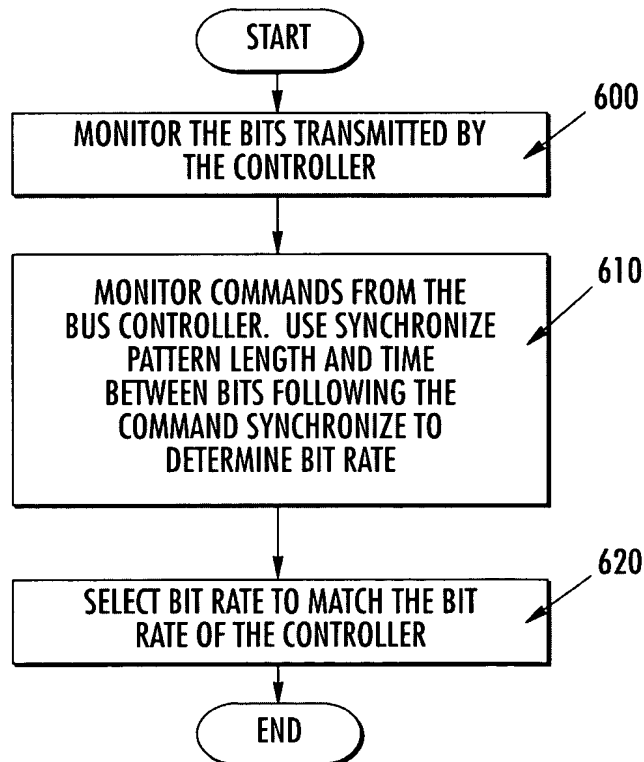 START
600
MONITOR THE BITS TRANSMITTED BY
THE CONTROLLER
610
MONITOR COMMANDS FROM THE
BUS CONTROLLER. USE SYNCHRONIZE
PATTERN LENGTH AND TIME
BETWEEN BITS FOLLOWING THE
COMMAND SYNCHRONIZE TO
DETERMINE BIT RATE
620
SELECT BIT RATE TO MATCH THE BIT
RATE OF THE CONTROLLER
END